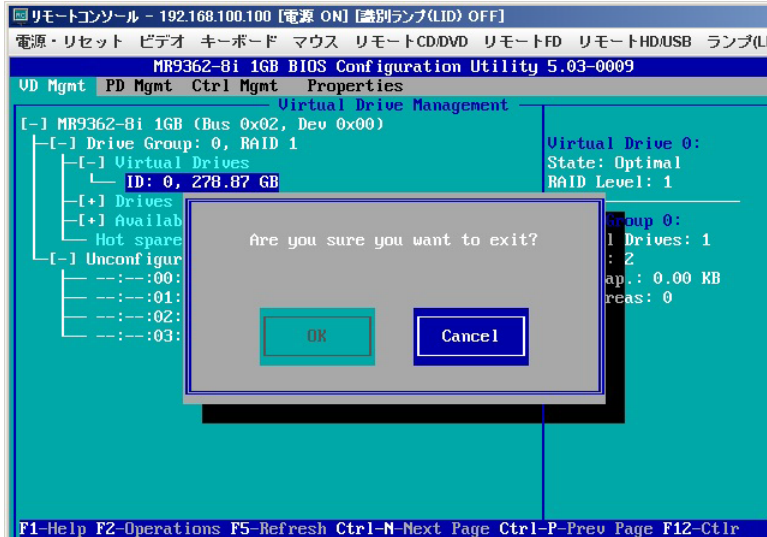 リモートコンソール - 192.168.100.100 [電源 ON] [識別ランプ(LID) OFF]
電源・リセット ビデオ キーボード マウス リモートCD/DVD リモートFD リモートHD/USB ランプ(LI
MR9362-8i 1GB BIOS Configuration Utility 5.03-0009
VD Mgmt PD Mgmt Ctrl Mgmt Properties
Virtual Drive Management
[-] MR9362-8i 1GB (Bus 0x02, Dev 0x00)
[-] Drive Group: 0, RAID 1
[-] Virtual Drives
ID: 0, 278.87 GB
[+] Drives
[+] Availab
Hot spare
[-] Unconfigur
--:--:00:
--:--:01:
--:--:02:
--:--:03:
Virtual Drive 0:
State: Optimal
RAID Level: 1
roup 0:
l Drives: 1
: 2
ap.: 0.00 KB
reas: 0
Are you sure you want to exit?
OK Cancel
F1-Help F2-Operations F5-Refresh Ctrl-N-Next Page Ctrl-P-Prev Page F12-Ctlr